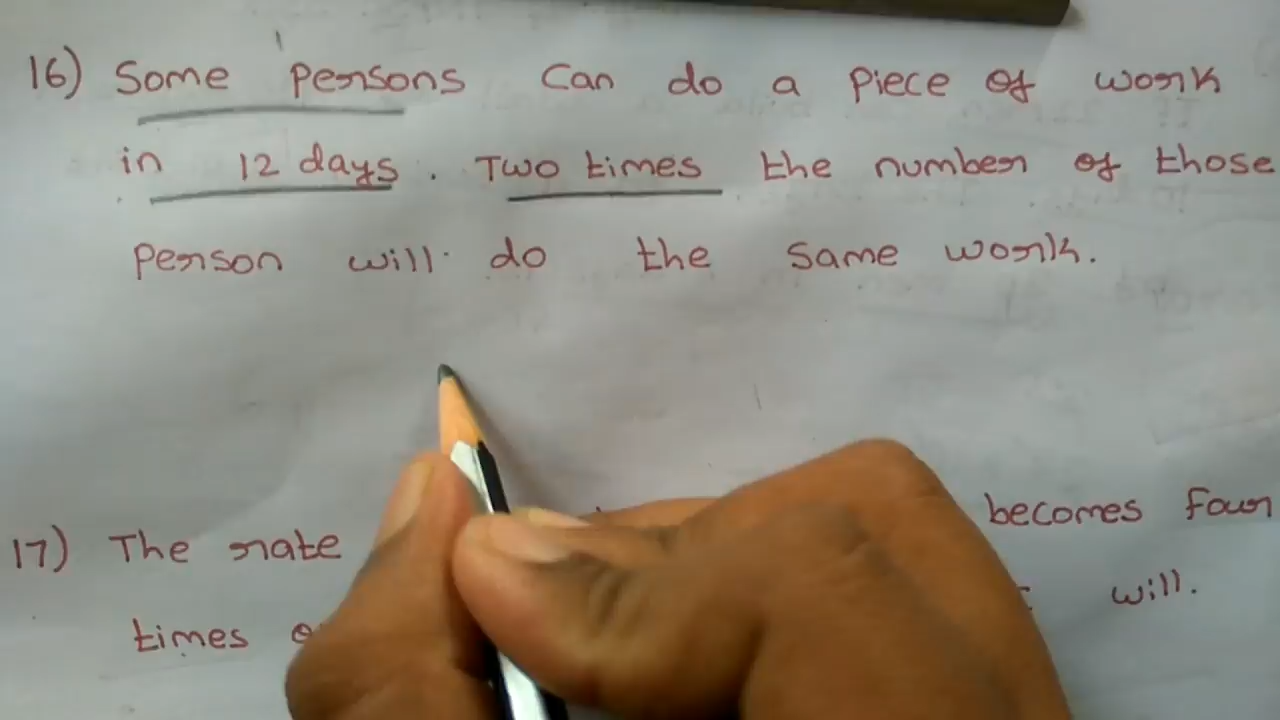 16) Some persons can do a piece of work
in 12 days. Two times the number of those
person will do the same work.
17) The rate becomes four
times will.